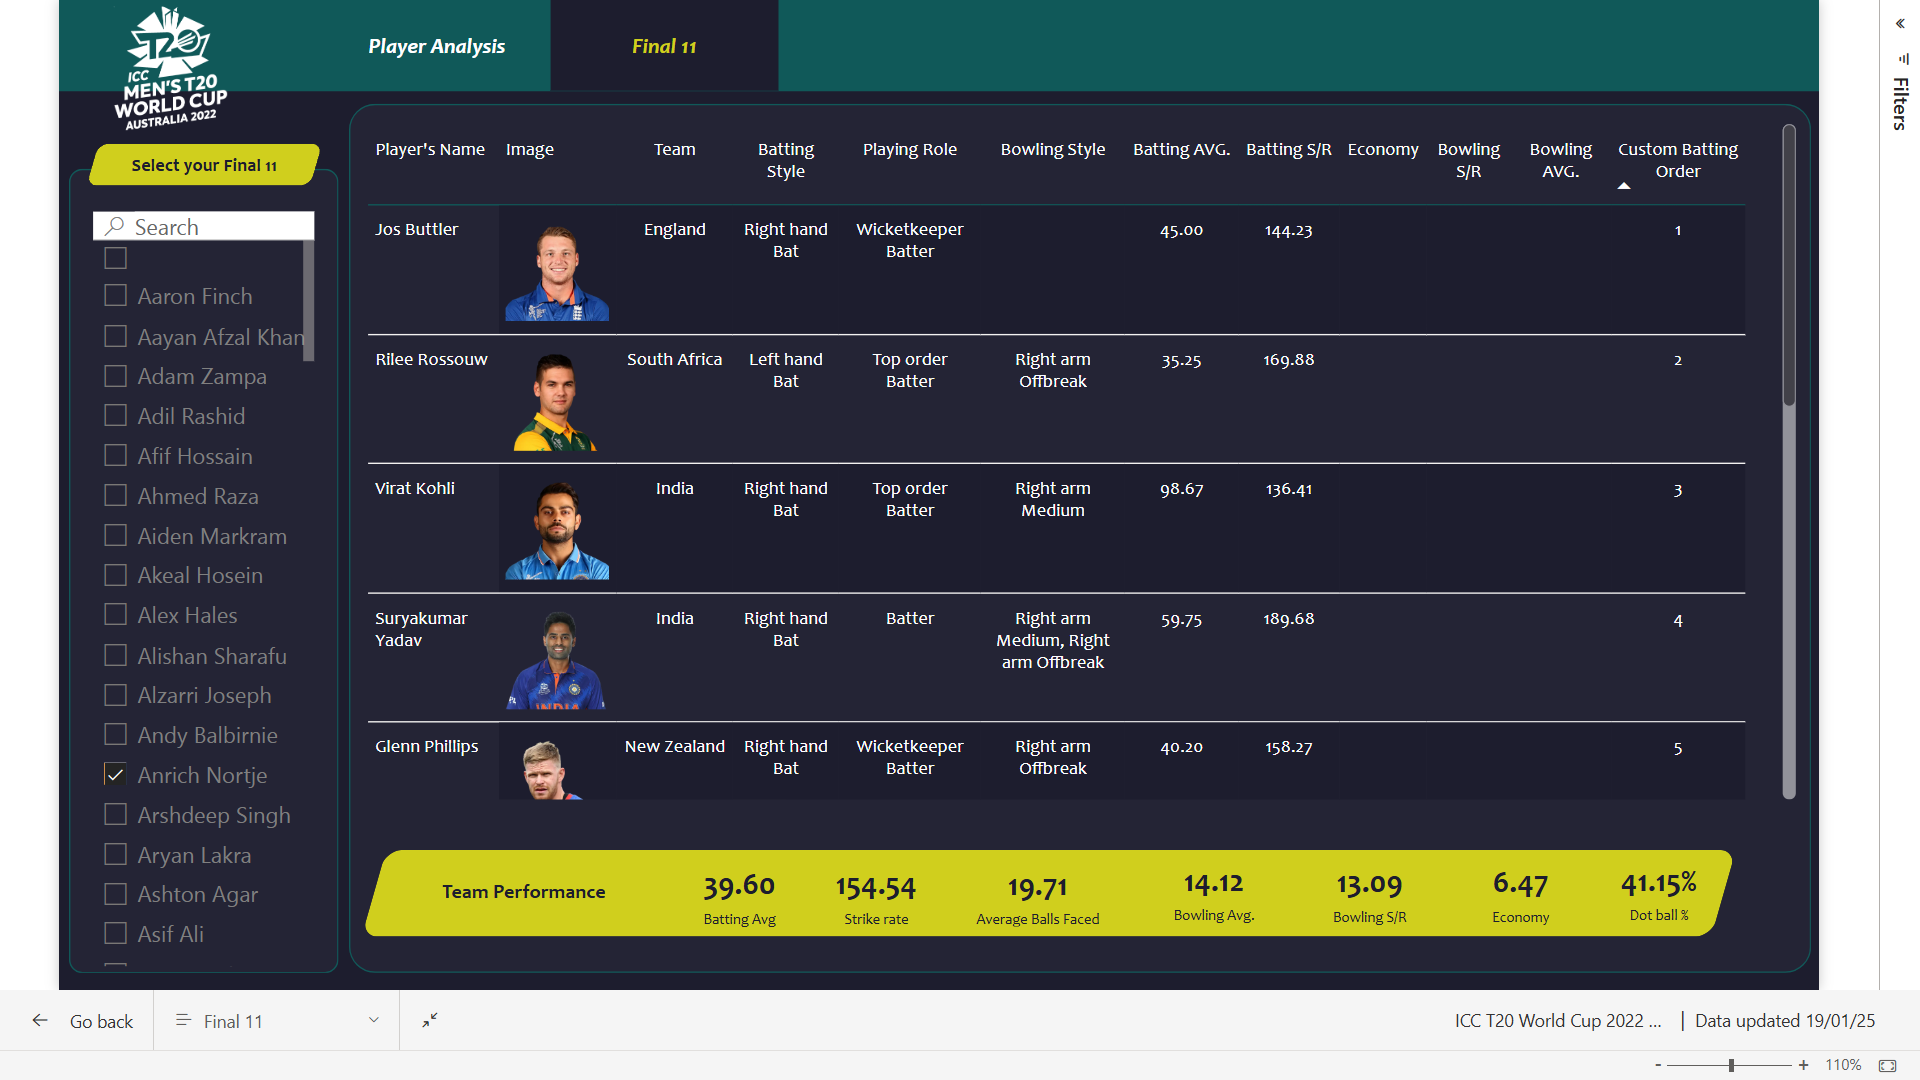 ICC
MEN'S T20
WORLD CUP
AUSTRALIA 2022
Player Analysis
Final 11
Filters
Select your Final 11
Search
Aaron Finch
Aayan Afzal Khan
Adam Zampa
Adil Rashid
Afif Hossain
Ahmed Raza
Aiden Markram
Akeal Hosein
Alex Hales
Alishan Sharafu
Alzarri Joseph
Andy Balbirnie
Anrich Nortje
Arshdeep Singh
Aryan Lakra
Ashton Agar
Asif Ali
Player's Name Image Team Batting Style Playing Role Bowling Style Batting AVG. Batting S/R Economy Bowling S/R Bowling AVG. Custom Batting Order
Jos Buttler England Right hand Bat Wicketkeeper Batter 45.00 144.23 1
Rilee Rossouw South Africa Left hand Bat Top order Batter Right arm Offbreak 35.25 169.88 2
Virat Kohli India Right hand Bat Top order Batter Right arm Medium 98.67 136.41 3
Suryakumar Yadav India Right hand Bat Batter Right arm Medium, Right arm Offbreak 59.75 189.68 4
Glenn Phillips New Zealand Right hand Bat Wicketkeeper Batter Right arm Offbreak 40.20 158.27 5
Team Performance
39.60 154.54 19.71 14.12 13.09 6.47 41.15%
Batting Avg Strike rate Average Balls Faced Bowling Avg. Bowling S/R Economy Dot ball %
Go back
Final 11
ICC T20 World Cup 2022 ... | Data updated 19/01/25
- + 110%